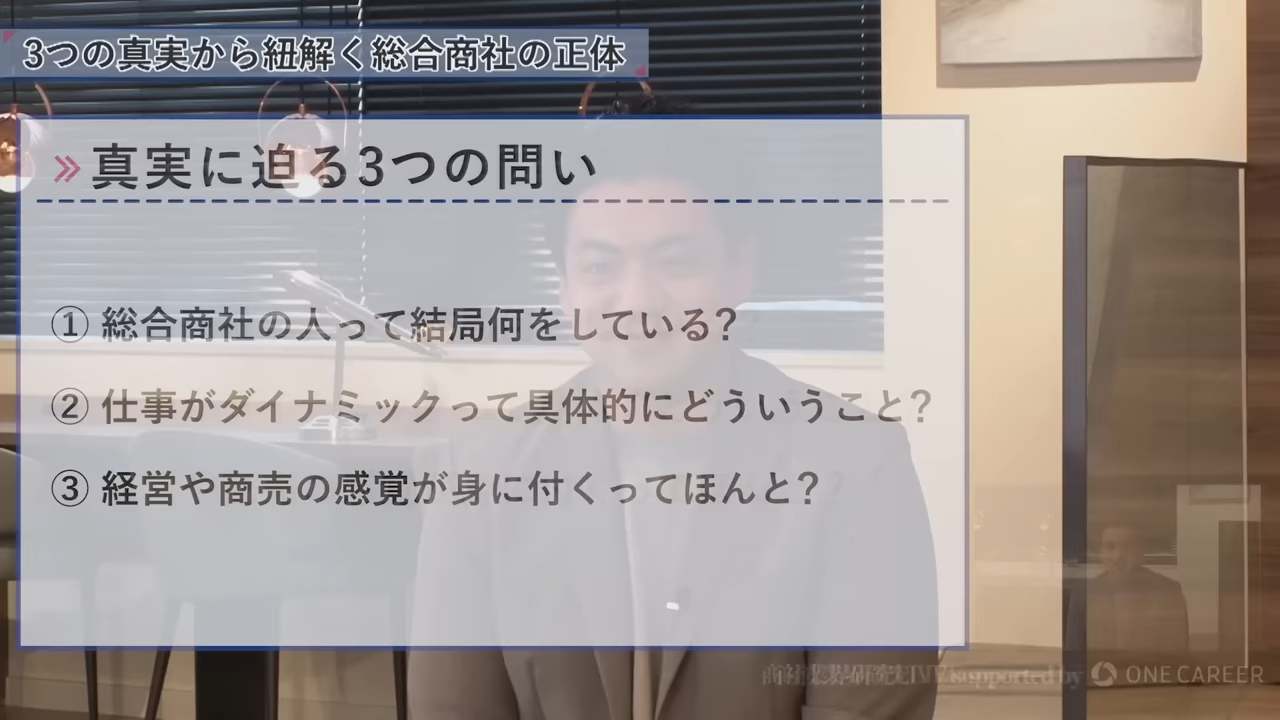 3つの真実から紐解く総合商社の正体
真実に迫る3つの問い
① 総合商社の人って結局何をしている?
② 仕事がダイナミックって具体的にどういうこと?
③ 経営や商売の感覚が身に付くってほんと?
supported by ONE CAREER